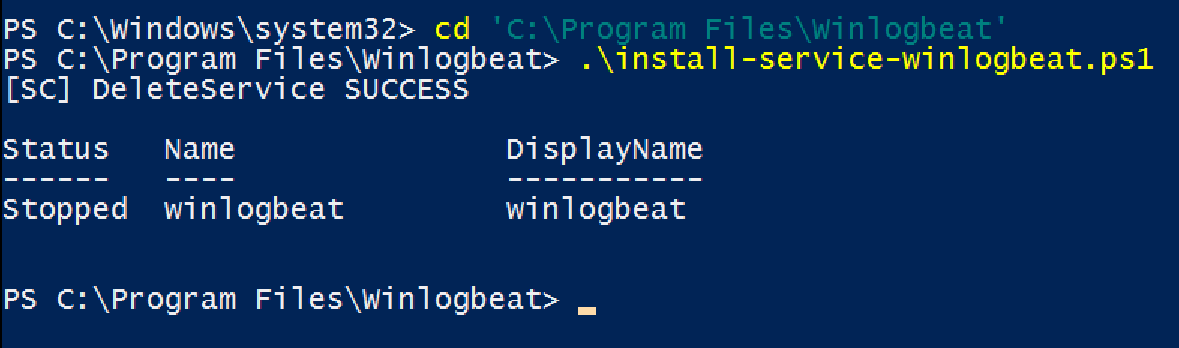 PS C:\Windows\system32> cd 'C:\Program Files\Winlogbeat'
PS C:\Program Files\Winlogbeat> .\install-service-winlogbeat.ps1
[SC] DeleteService SUCCESS
Status   Name               DisplayName
------   ----               -----------
Stopped  winlogbeat         winlogbeat
PS C:\Program Files\Winlogbeat> _